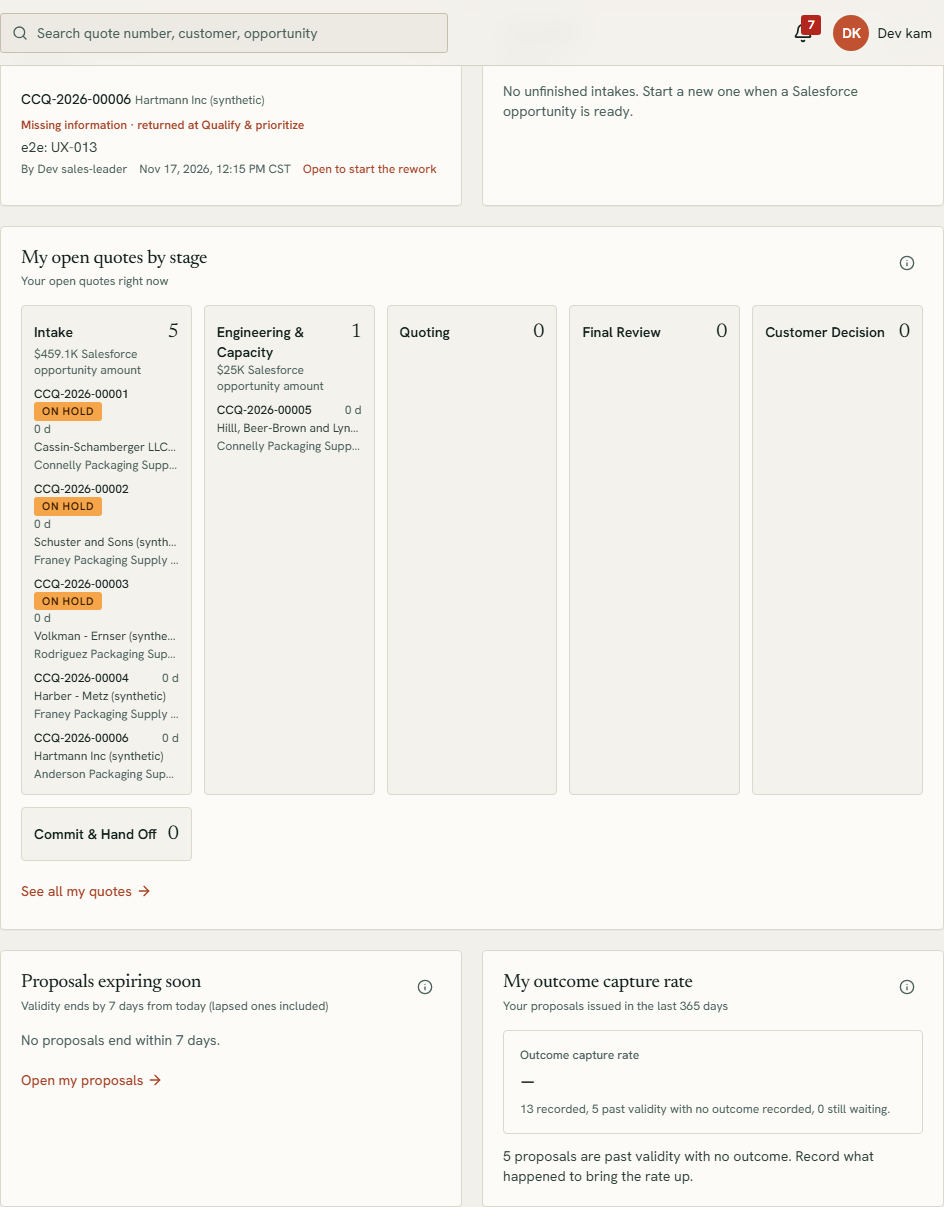 Search quote number, customer, opportunity
7
DK
Dev kam
CCQ-2026-00006 Hartmann Inc (synthetic)
Missing information · returned at Qualify & prioritize
e2e: UX-013
By Dev sales-leader Nov 17, 2026, 12:15 PM CST Open to start the rework
No unfinished intakes. Start a new one when a Salesforce
opportunity is ready.
My open quotes by stage
Your open quotes right now
Intake 5
$459.1K Salesforce
opportunity amount
CCQ-2026-00001
ON HOLD
0 d
Cassin-Schamberger LLC...
Connelly Packaging Supp...
CCQ-2026-00002
ON HOLD
0 d
Schuster and Sons (synth...
Franey Packaging Supply ...
CCQ-2026-00003
ON HOLD
0 d
Volkman - Ernser (synthe...
Rodriguez Packaging Sup...
CCQ-2026-00004 0 d
Harber - Metz (synthetic)
Franey Packaging Supply ...
CCQ-2026-00006 0 d
Hartmann Inc (synthetic)
Anderson Packaging Sup...
Engineering & 1
Capacity
$25K Salesforce
opportunity amount
CCQ-2026-00005 0 d
Hilll, Beer-Brown and Lyn...
Connelly Packaging Supp...
Quoting 0
Final Review 0
Customer Decision 0
Commit & Hand Off 0
See all my quotes →
Proposals expiring soon
Validity ends by 7 days from today (lapsed ones included)
No proposals end within 7 days.
Open my proposals →
My outcome capture rate
Your proposals issued in the last 365 days
Outcome capture rate
—
13 recorded, 5 past validity with no outcome recorded, 0 still waiting.
5 proposals are past validity with no outcome. Record what
happened to bring the rate up.